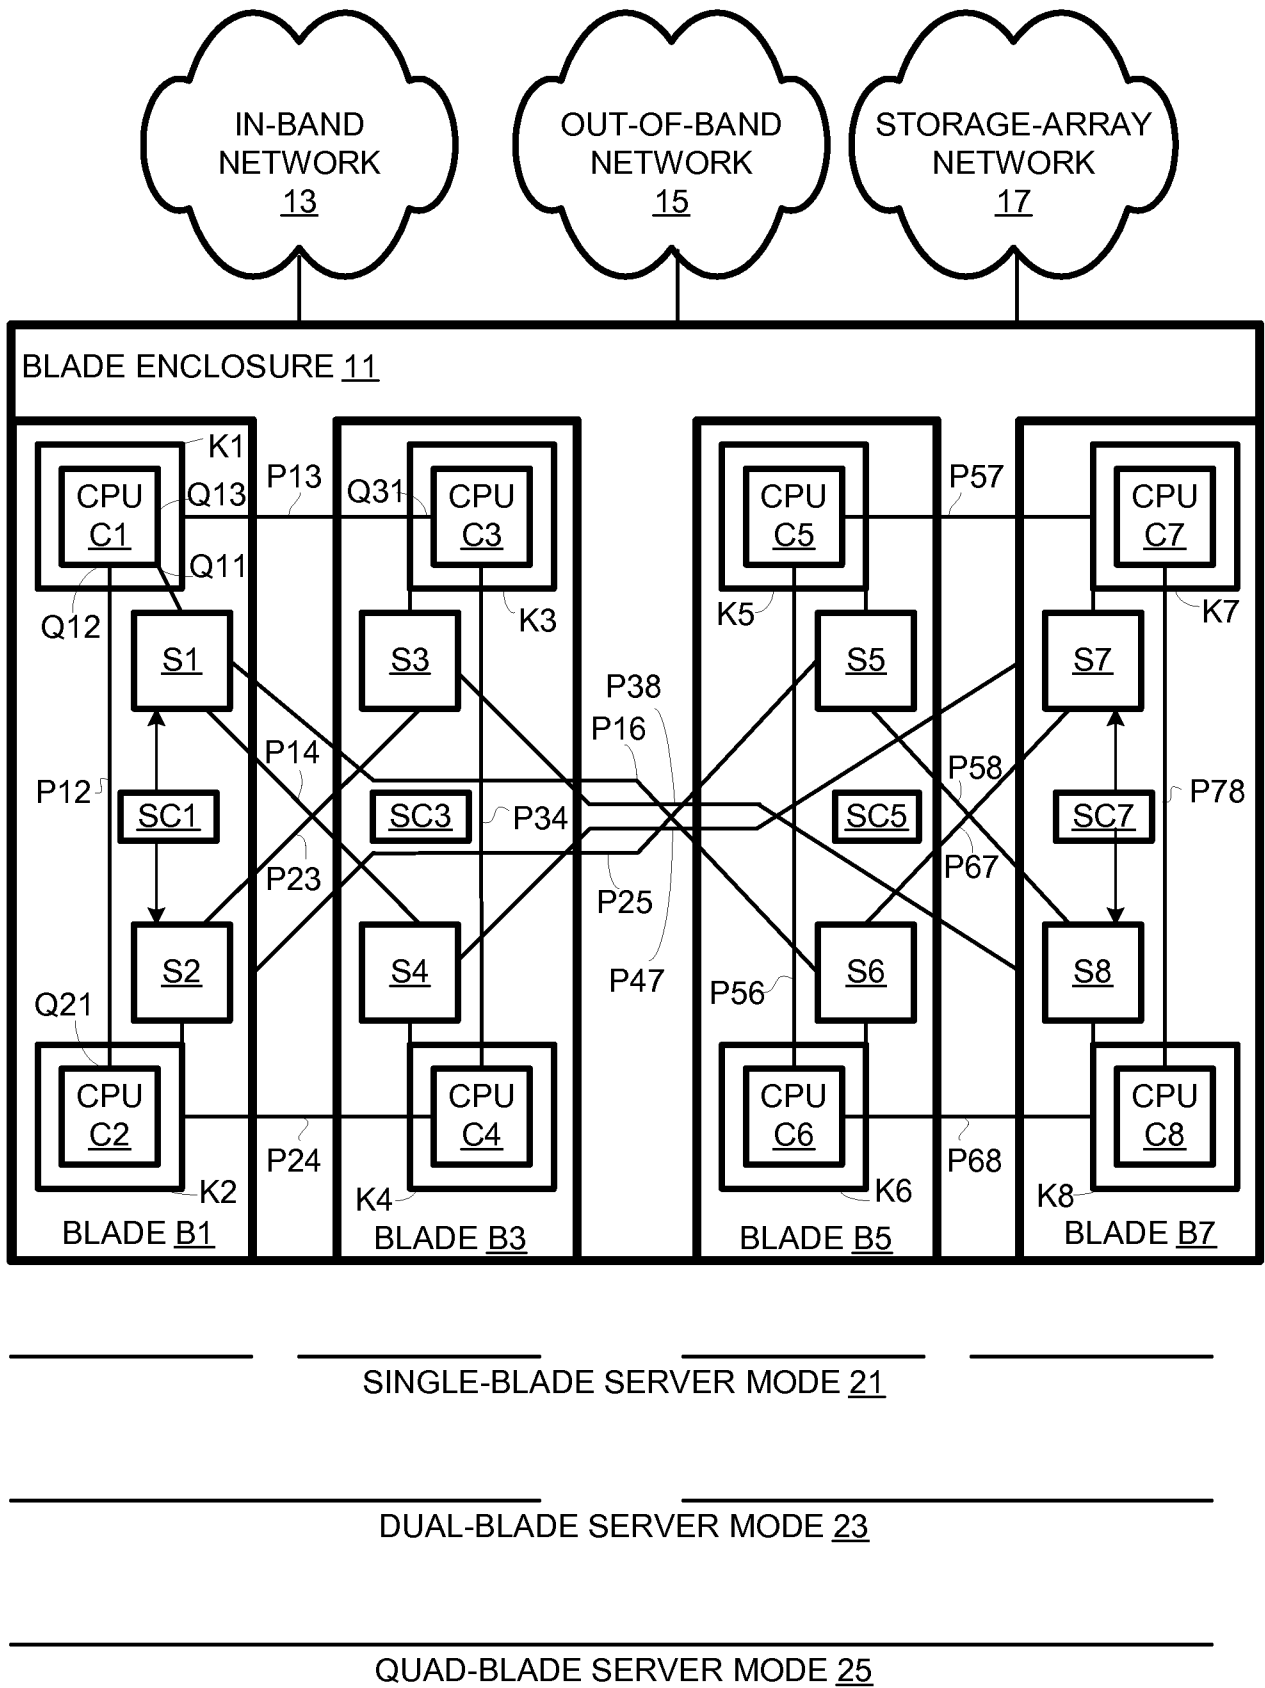 IN-BAND
NETWORK
13
OUT-OF-BAND
NETWORK
15
STORAGE-ARRAY
NETWORK
17
BLADE ENCLOSURE 11
K1
CPU
C1
Q13
Q11
Q12
P13
Q31
CPU
C3
K3
CPU
C5
K5
P57
CPU
C7
K7
S1
S3
S5
S7
P38
P16
P12
P14
SC1
SC3
P34
SC5
P58
SC7
P78
P23
P25
P67
P47
P56
S2
S4
S6
S8
Q21
CPU
C2
K2
P24
CPU
C4
K4
CPU
C6
K6
P68
CPU
C8
K8
BLADE B1
BLADE B3
BLADE B5
BLADE B7
SINGLE-BLADE SERVER MODE 21
DUAL-BLADE SERVER MODE 23
QUAD-BLADE SERVER MODE 25